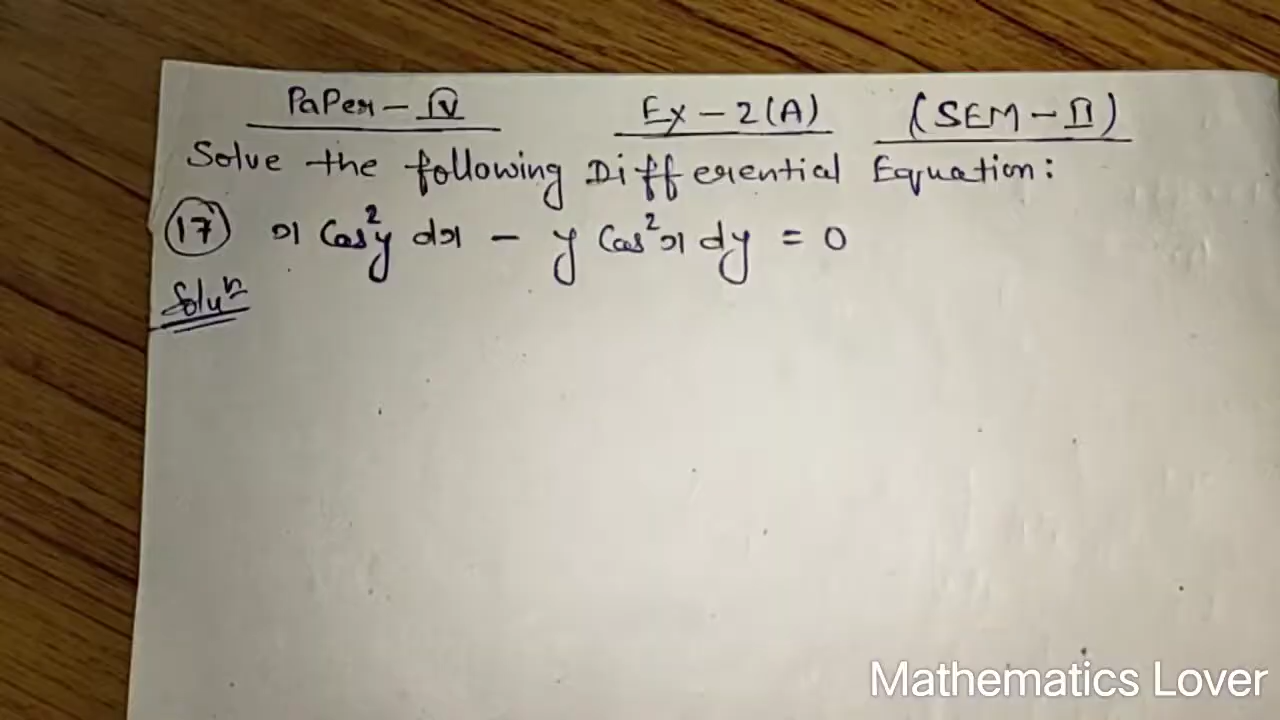 Paper - IV Ex - 2(A) (SEM - II)
Solve the following Differential Equation:
17 x Cos²y dx - y Cos²x dy = 0
Soluⁿ
Mathematics Lover